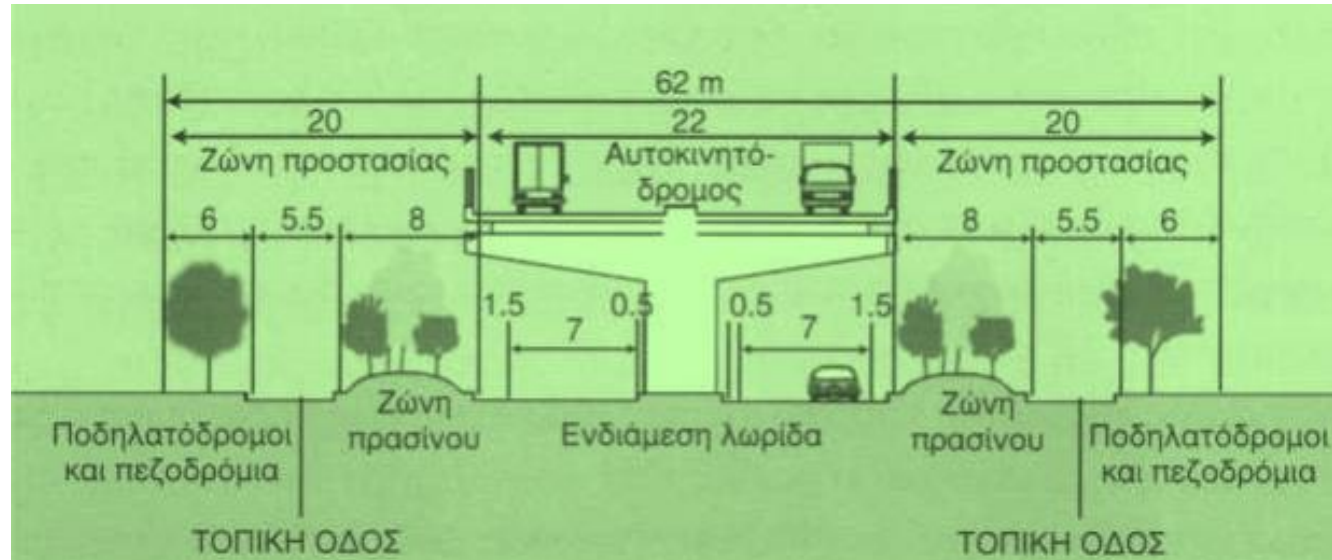 62 m
20 22 20
Ζώνη προστασίας Αυτοκινητό- Ζώνη προστασίας
δρομος
6 5.5 8 8 5.5 6
1.5 0.5 0.5 1.5
7 7
Ζώνη Ζώνη
Ποδηλατόδρομοι πρασίνου Ενδιάμεση λωρίδα πρασίνου Ποδηλατόδρομοι
και πεζοδρόμια και πεζοδρόμια
ΤΟΠΙΚΗ ΟΔΟΣ ΤΟΠΙΚΗ ΟΔΟΣ